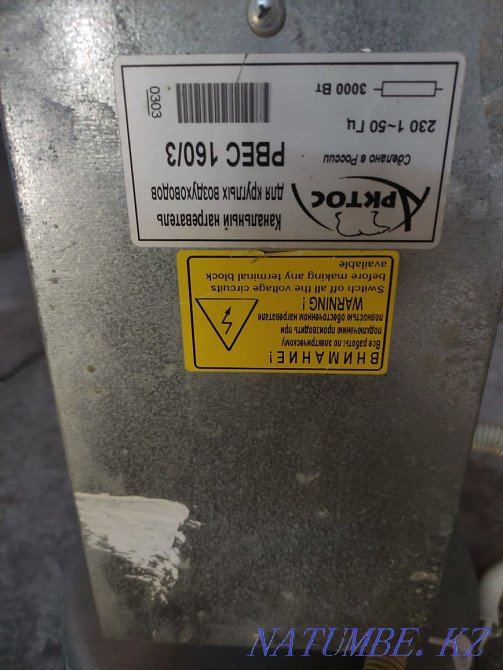 АРКТОС
Канальный нагреватель
для круглых воздуховодов
Сделано в России
РВЕС 160/3
230 1~50 Гц
3000 Вт
0303
ВНИМАНИЕ!
Все работы по электрическому
подключению производить при
полностью обесточенном нагревателе
WARNING!
Switch off all the voltage circuits
before making any terminal block
available
NATUMBE.KZ